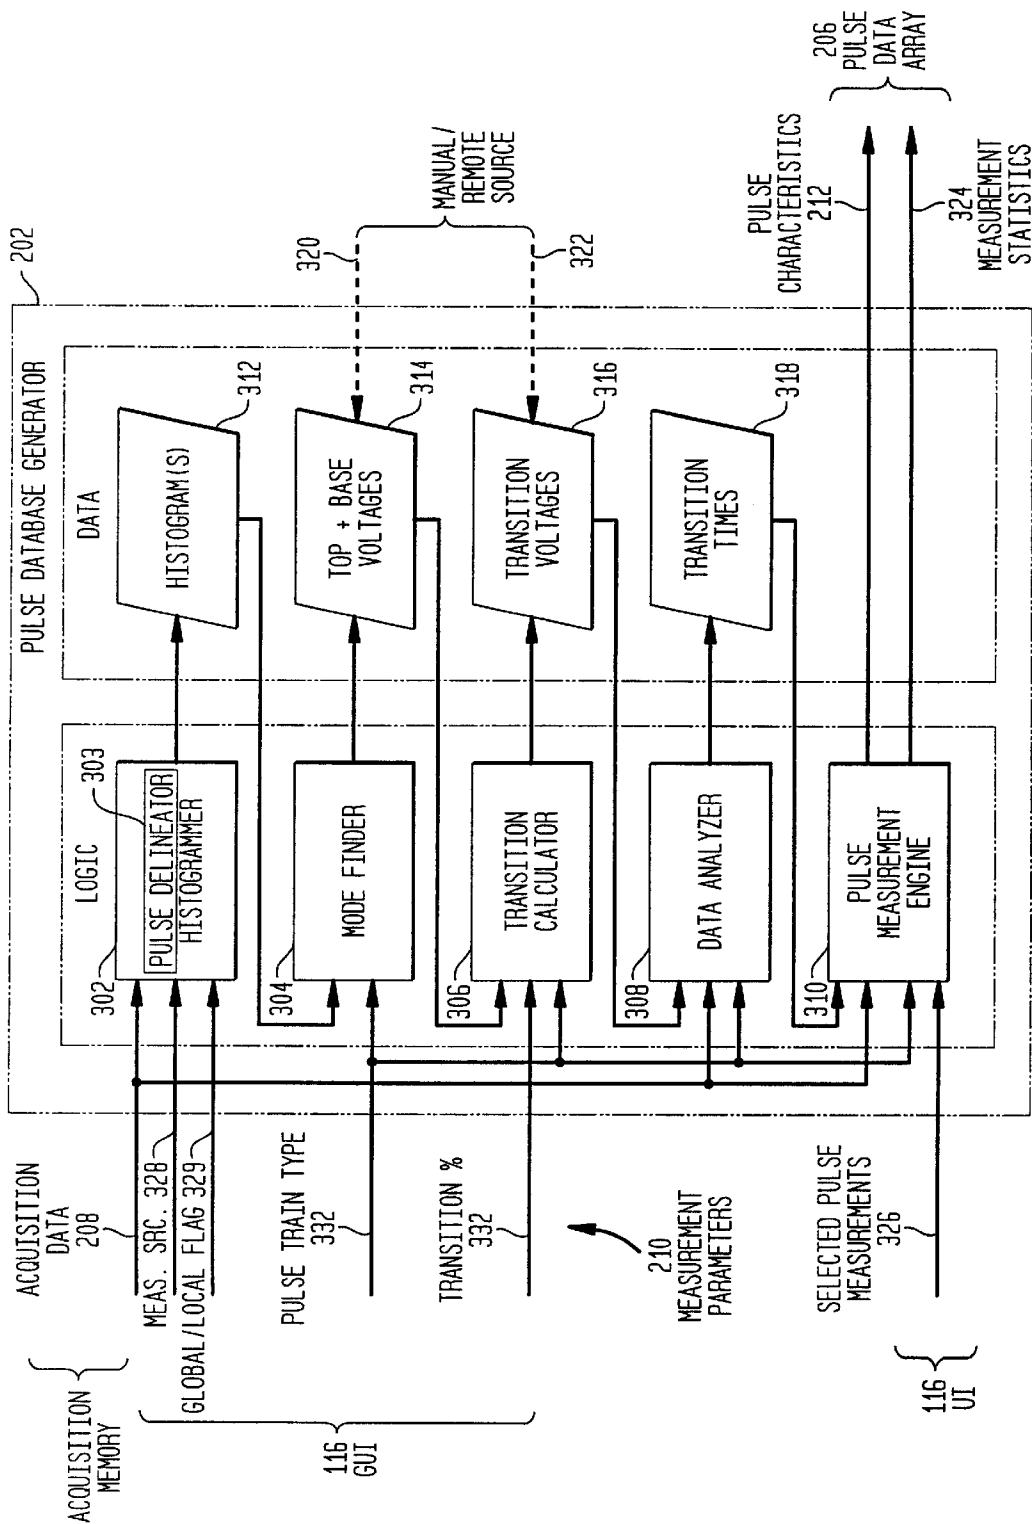 202
PULSE DATABASE GENERATOR
LOGIC
DATA
ACQUISITION
MEMORY
ACQUISITION
DATA
208
MEAS. SRC. 328
GLOBAL/LOCAL FLAG 329
302
303
PULSE DELINEATOR
HISTOGRAMMER
HISTOGRAM(S)
312
116
GUI
PULSE TRAIN TYPE
332
304
MODE FINDER
TOP + BASE
VOLTAGES
314
320
MANUAL/
REMOTE
SOURCE
322
TRANSITION %
332
306
TRANSITION
CALCULATOR
TRANSITION
VOLTAGES
316
210
MEASUREMENT
PARAMETERS
308
DATA ANALYZER
TRANSITION
TIMES
318
SELECTED PULSE
MEASUREMENTS
326
116
UI
310
PULSE
MEASUREMENT
ENGINE
PULSE
CHARACTERISTICS
212
324
MEASUREMENT
STATISTICS
206
PULSE
DATA
ARRAY